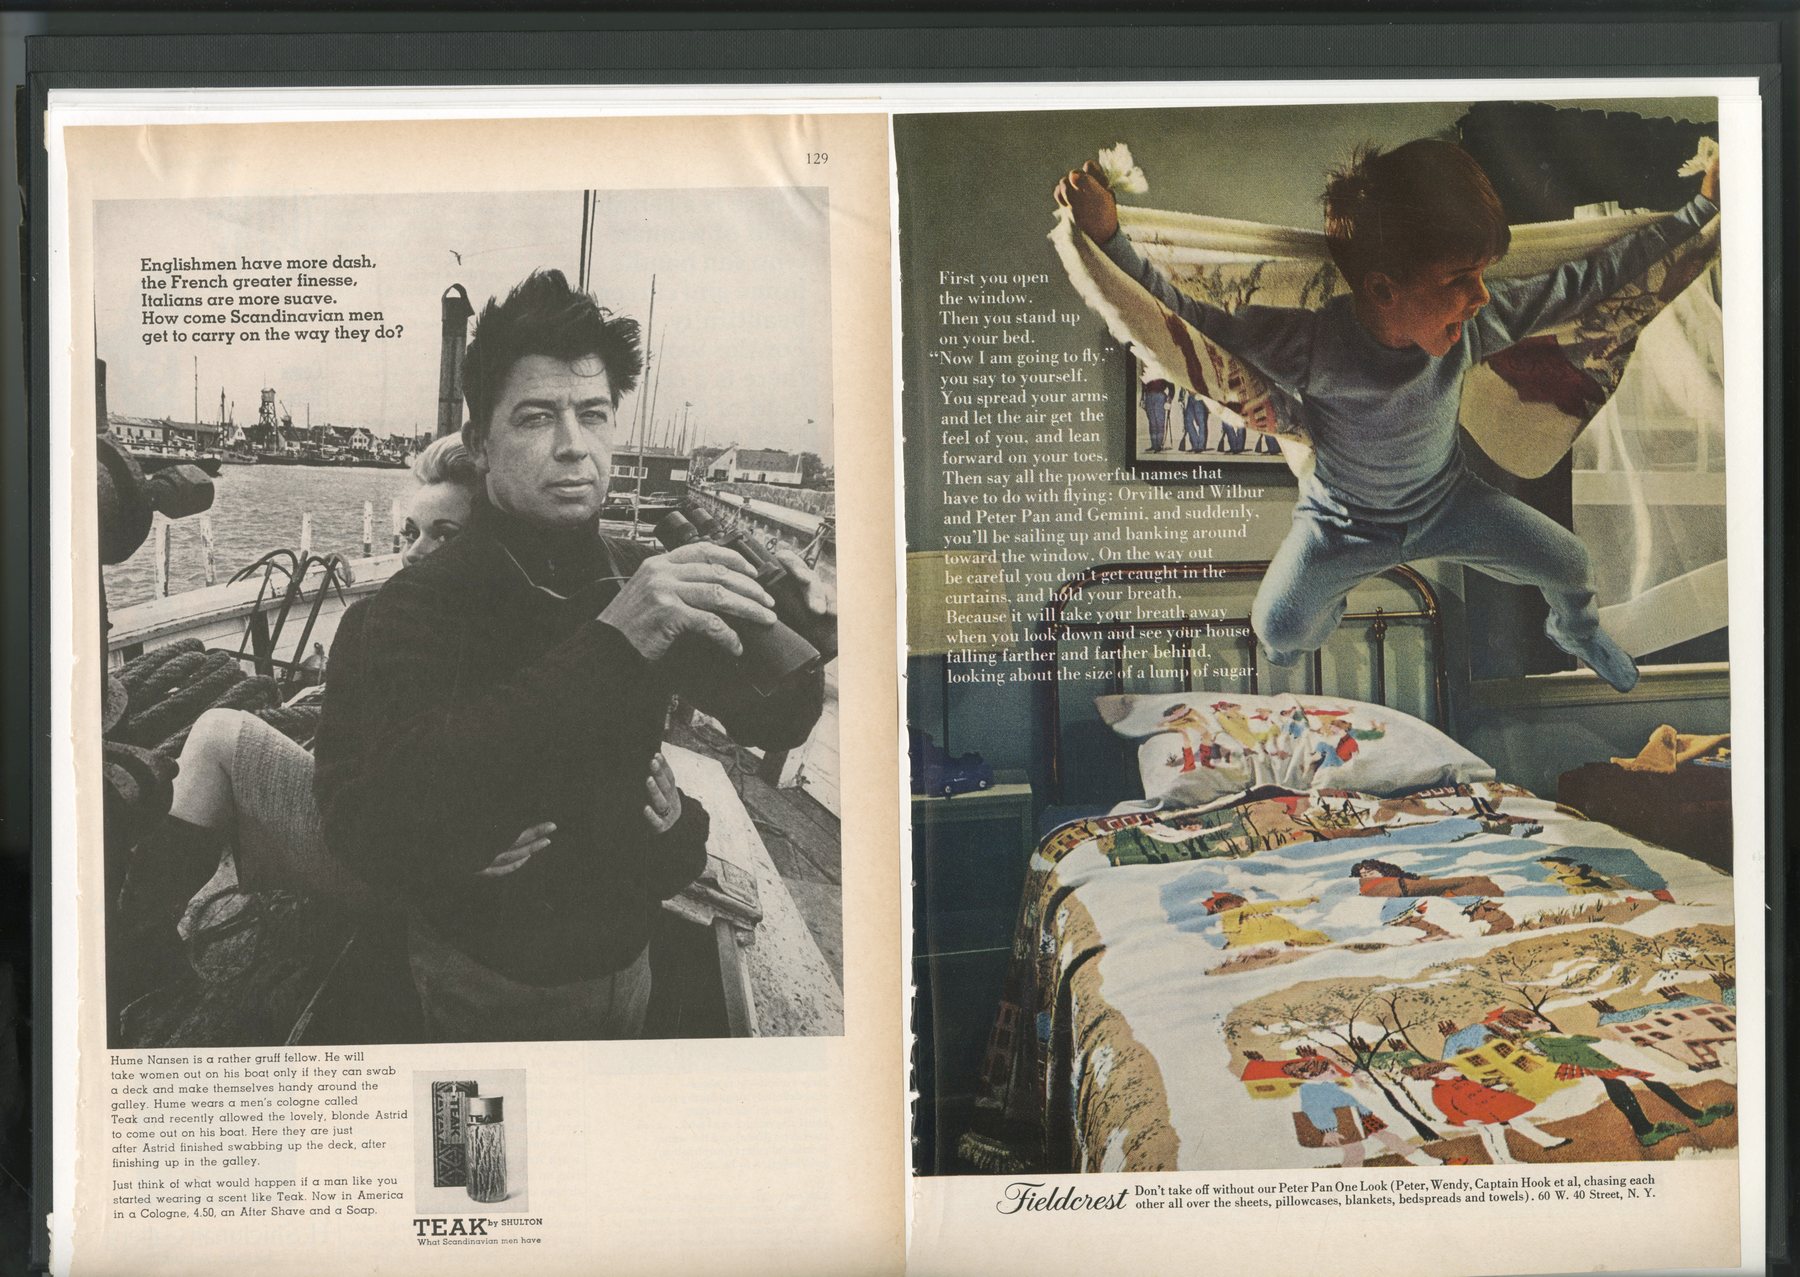 129
Englishmen have more dash,
the French greater finesse,
Italians are more suave.
How come Scandinavian men
get to carry on the way they do?
Hume Nansen is a rather gruff fellow. He will
take women out on his boat only if they can swab
a deck and make themselves handy around the
galley. Hume wears a men's cologne called
Teak and recently allowed the lovely, blonde Astrid
to come out on his boat. Here they are just
after Astrid finished swabbing up the deck, after
finishing up in the galley.
Just think of what would happen if a man like you
started wearing a scent like Teak. Now in America
in a Cologne, 4.50, an After Shave and a Soap.
TEAK
TEAK
TEAK by SHULTON
What Scandinavian men have
First you open
the window.
Then you stand up
on your bed.
“Now I am going to fly,”
you say to yourself.
You spread your arms
and let the air get the
feel of you, and lean
forward on your toes.
Then say all the powerful names that
have to do with flying: Orville and Wilbur
and Peter Pan and Gemini, and suddenly,
you'll be sailing up and banking around
toward the window. On the way out
be careful you don't get caught in the
curtains, and hold your breath.
Because it will take your breath away
when you look down and see your house
falling farther and farther behind,
looking about the size of a lump of sugar.
Fieldcrest Don't take off without our Peter Pan One Look (Peter, Wendy, Captain Hook et al, chasing each
other all over the sheets, pillowcases, blankets, bedspreads and towels). 60 W. 40 Street, N. Y.